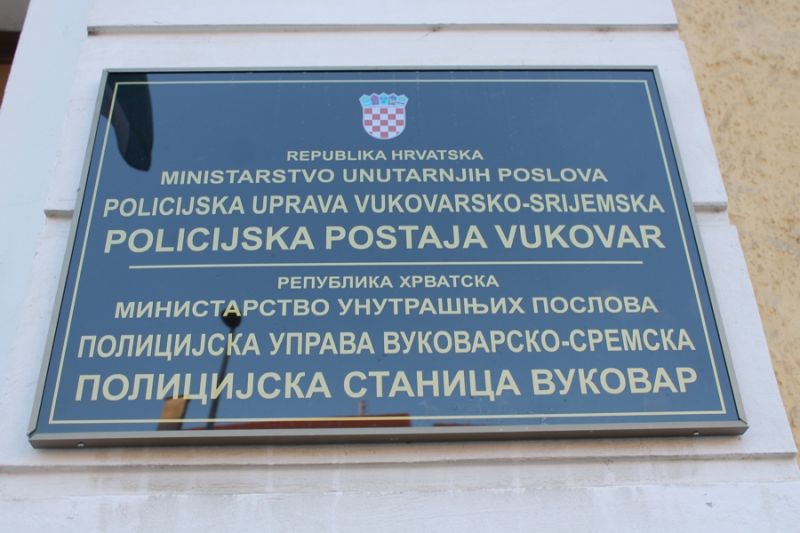 REPUBLIKA HRVATSKA
MINISTARSTVO UNUTARNJIH POSLOVA
POLICIJSKA UPRAVA VUKOVARSKO-SRIJEMSKA
POLICIJSKA POSTAJA VUKOVAR
РЕПУБЛИКА ХРВАТСКА
МИНИСТАРСТВО УНУТРАШЊИХ ПОСЛОВА
ПОЛИЦИЈСКА УПРАВА ВУКОВАРСКО-СРЕМСКА
ПОЛИЦИЈСКА СТАНИЦА ВУКОВАР